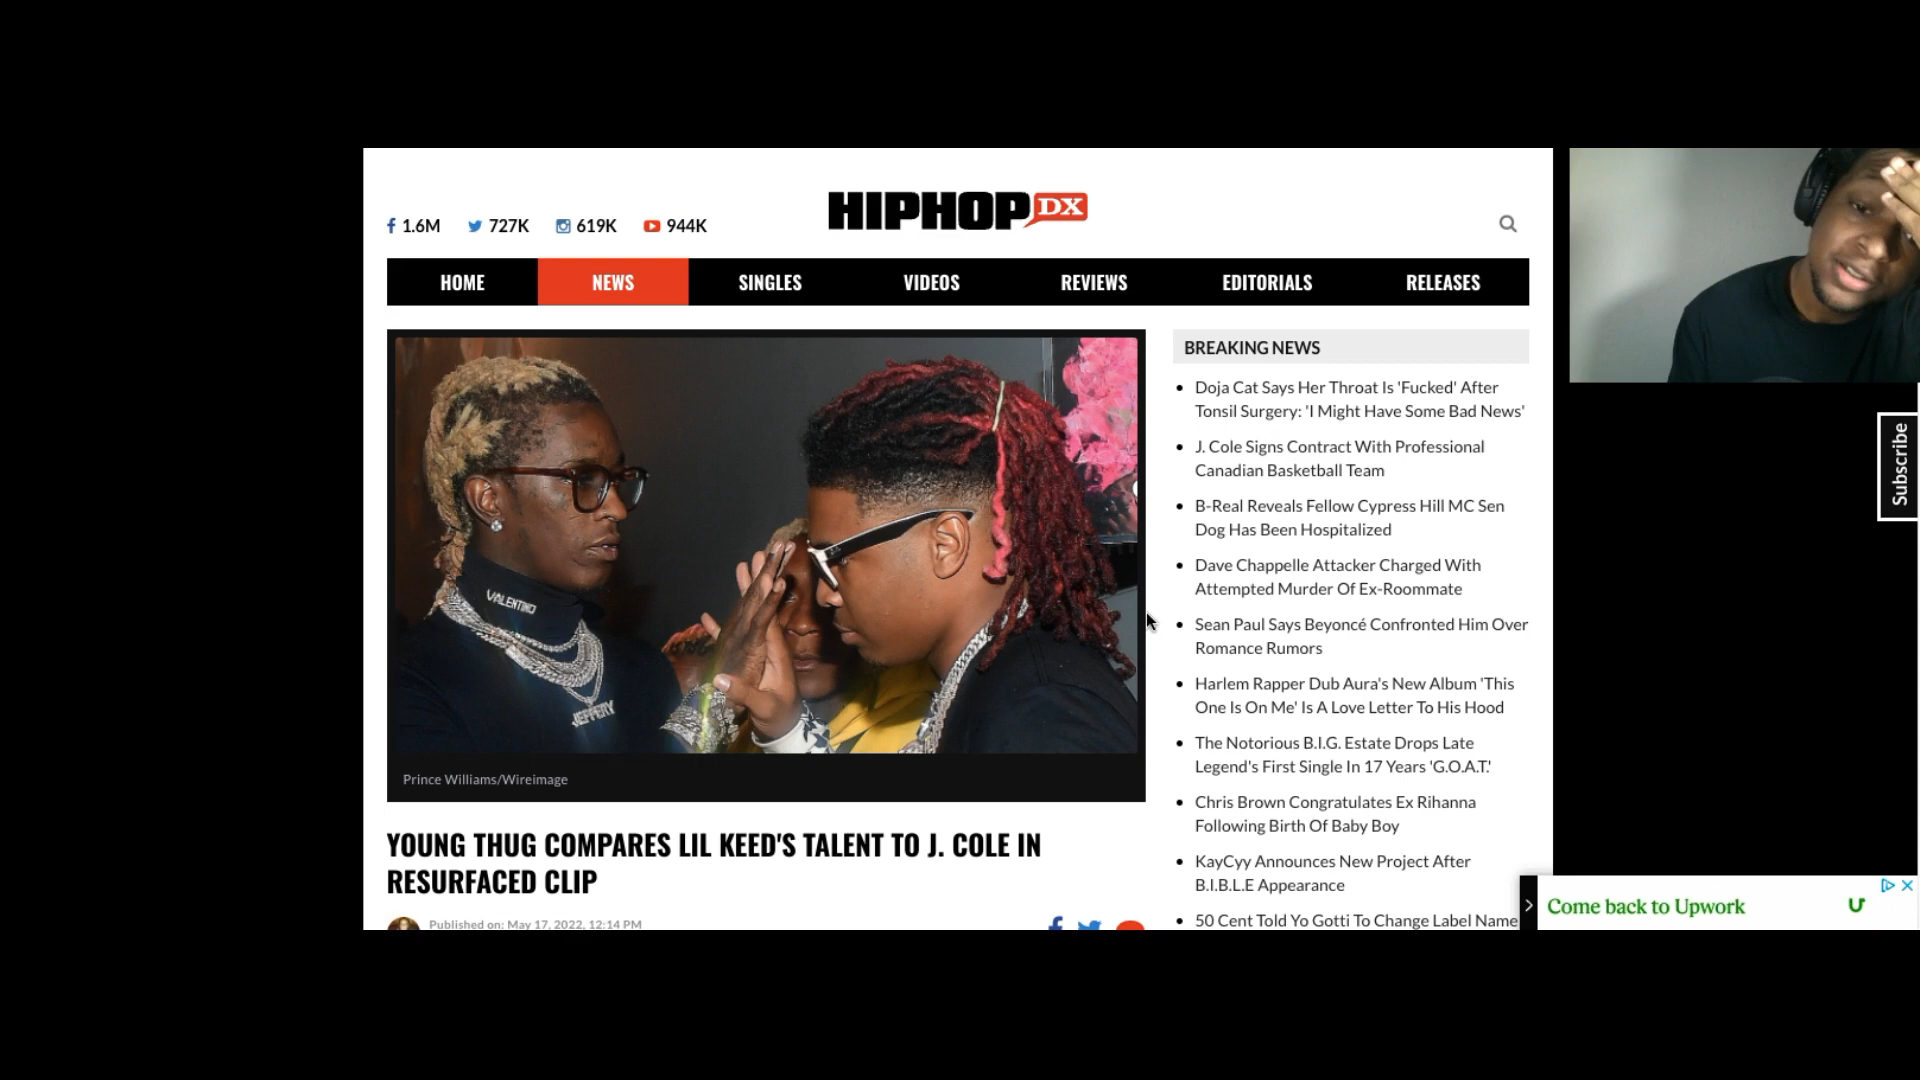 HIPHOP DX
1.6M 727K 619K 944K
HOME NEWS SINGLES VIDEOS REVIEWS EDITORIALS RELEASES
VALENTINO
JEFFERY
Prince Williams/Wireimage
YOUNG THUG COMPARES LIL KEED'S TALENT TO J. COLE IN
RESURFACED CLIP
Published on: May 17, 2022, 12:14 PM
BREAKING NEWS
Doja Cat Says Her Throat Is 'Fucked' After
Tonsil Surgery: 'I Might Have Some Bad News'
J. Cole Signs Contract With Professional
Canadian Basketball Team
B-Real Reveals Fellow Cypress Hill MC Sen
Dog Has Been Hospitalized
Dave Chappelle Attacker Charged With
Attempted Murder Of Ex-Roommate
Sean Paul Says Beyoncé Confronted Him Over
Romance Rumors
Harlem Rapper Dub Aura's New Album 'This
One Is On Me' Is A Love Letter To His Hood
The Notorious B.I.G. Estate Drops Late
Legend's First Single In 17 Years 'G.O.A.T.'
Chris Brown Congratulates Ex Rihanna
Following Birth Of Baby Boy
KayCyy Announces New Project After
B.I.B.L.E Appearance
50 Cent Told Yo Gotti To Change Label Name
Subscribe
Come back to Upwork